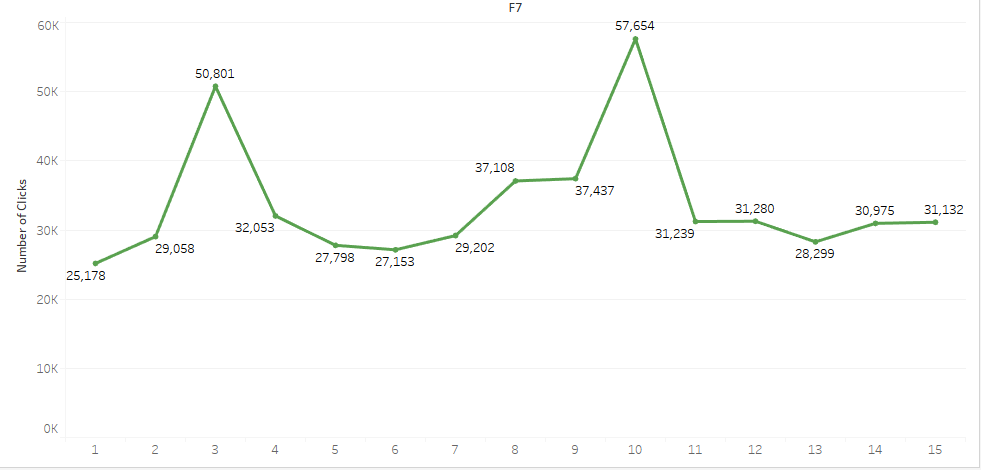 F7
60K
50K
40K
30K
20K
10K
0K
Number of Clicks
25,178
29,058
50,801
32,053
27,798
27,153
29,202
37,108
37,437
57,654
31,239
31,280
28,299
30,975
31,132
1 2 3 4 5 6 7 8 9 10 11 12 13 14 15